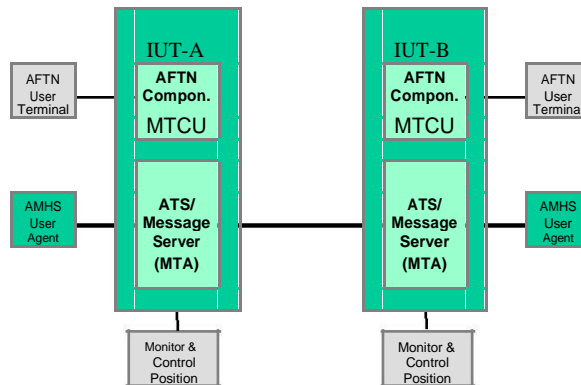 IUT-A
IUT-B
AFTN
User
Terminal
AFTN
Compon.
MTCU
AFTN
Compon.
MTCU
AFTN
User
Termina
AMHS
User
Agent
ATS/
Message
Server
(MTA)
ATS/
Message
Server
(MTA)
AMHS
User
Agent
Monitor &
Control
Position
Monitor &
Control
Position